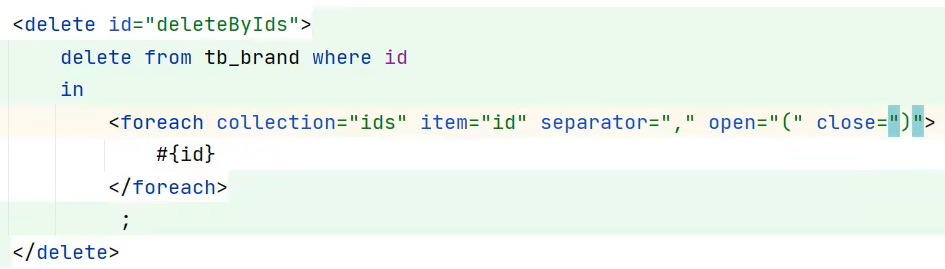 <delete id="deleteByIds">
delete from tb_brand where id
in
<foreach collection="ids" item="id" separator="," open="(" close=")">
#{id}
</foreach>
;
</delete>